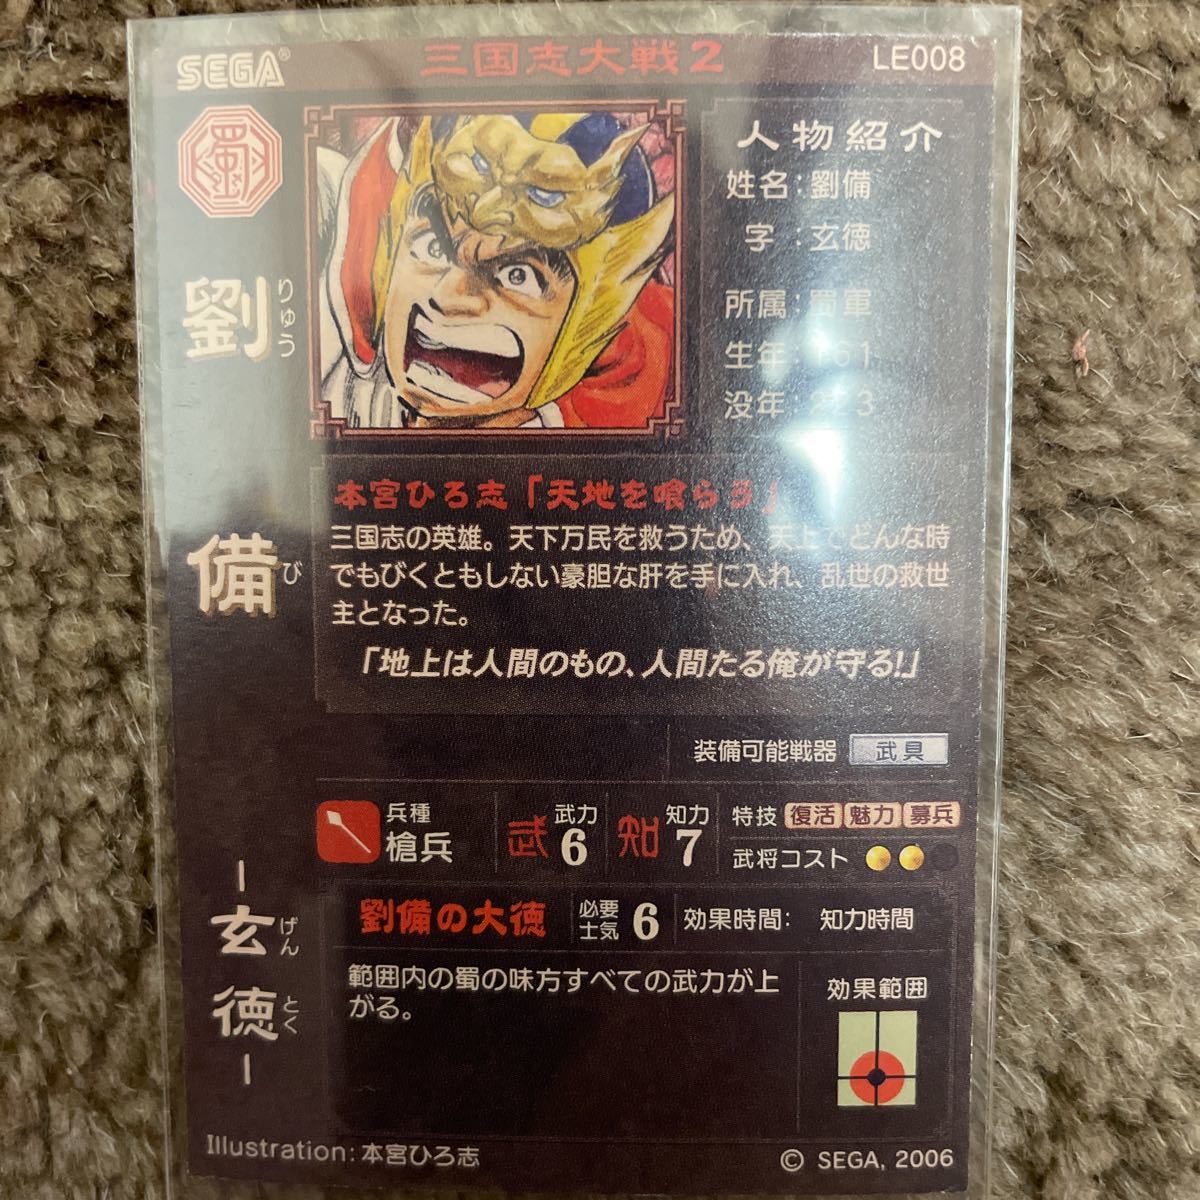 SEGA®
三国志大戦2
LE008
蜀
劉
りゅう
備
び
玄
げん
徳
とく
人物紹介
姓名:劉備
字:玄徳
所属:蜀軍
生年:161
没年:
本宮ひろ志「天地を喰らう」
三国志の英雄。天下万民を救うため、天上でどんな時
でもびくともしない豪胆な肝を手に入れ、乱世の救世
主となった。
「地上は人間のもの、人間たる俺が守る!」
装備可能戦器 武具
兵種
槍兵
武 武力 6
知 知力 7
特技 復活 魅力 募兵
武将コスト
劉備の大徳
必要士気 6
効果時間: 知力時間
範囲内の蜀の味方すべての武力が上
がる。
効果範囲
Illustration:本宮ひろ志
© SEGA, 2006